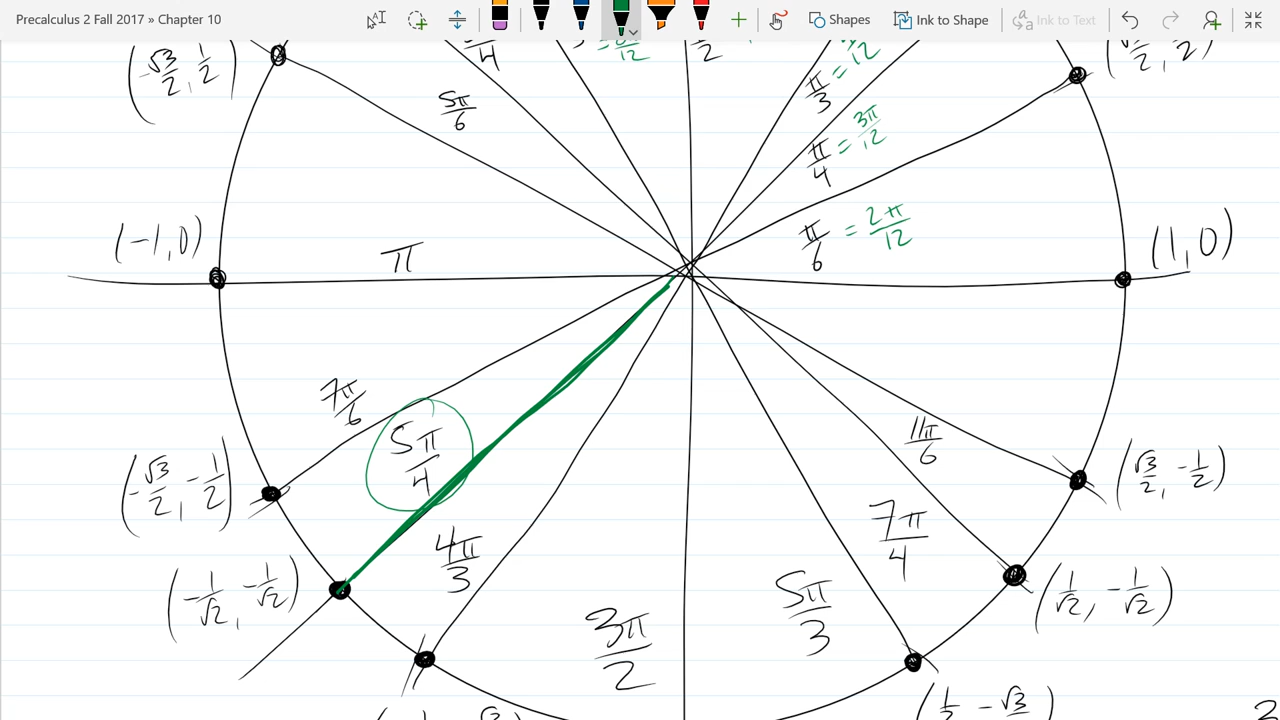 Precalculus 2 Fall 2017 » Chapter 10
Shapes
Ink to Shape
Ink to Text
(-√3/2, 1/2)
5π/6
π/3 =
π/4 = 3π/12
π/6 = 2π/12
(-1,0)
π
(1,0)
7π/6
5π/4
11π/6
(-√3/2, -1/2)
(√3/2, -1/2)
4π/3
7π/4
(-1/√2, -1/√2)
5π/3
(1/√2, -1/√2)
3π/2